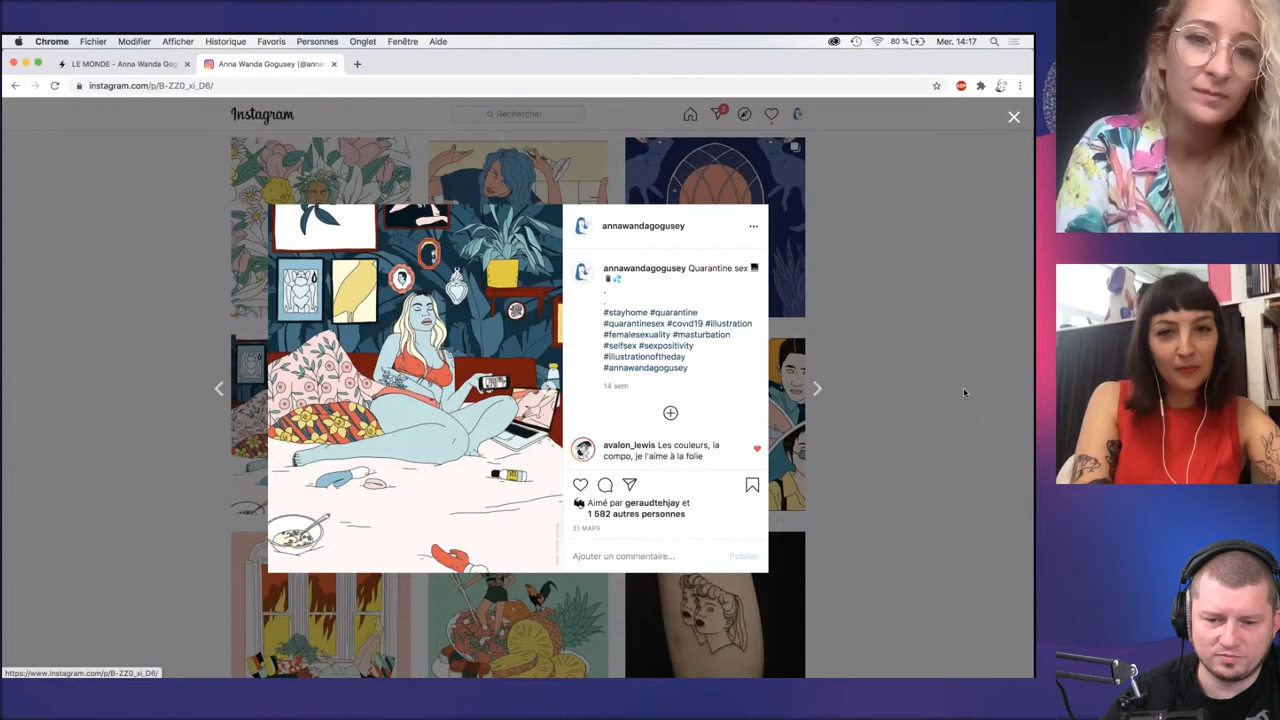 Chrome Fichier Modifier Afficher Historique Favoris Personnes Onglet Fenêtre Aide 80 % Mer. 14:17
LE MONDE - Anna Wanda Gog Anna Wanda Gogusey (@anna
instagram.com/p/B-ZZ0_xi_D6/ ABP
Instagram
Rechercher
2
annawandagogusey
annawandagogusey Quarantine sex
.
.
#stayhome #quarantine
#quarantinesex #covid19 #illustration
#femalesexuality #masturbation
#selfsex #sexpositivity
#illustrationoftheday
#annawandagogusey
14 sem
avalon_lewis Les couleurs, la
compo, je l'aime à la folie
Aimé par geraudtehjay et
1 582 autres personnes
31 MARS
Ajouter un commentaire... Publier
https://www.instagram.com/p/B-ZZ0_xi_D6/